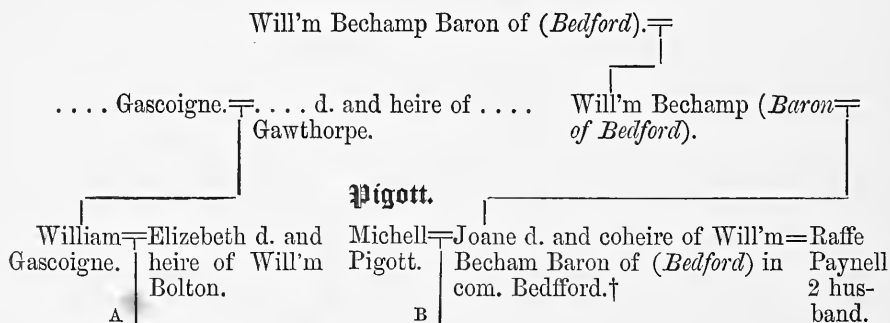 Will'm Bechamp Baron of (Bedford).
.... Gascoigne. .... d. and heire of .... Gawthorpe.
Will'm Bechamp (Baron of Bedford).
Pigott.
William Gascoigne.
Elizebeth d. and heire of Will'm Bolton.
Michell Pigott.
Joane d. and coheire of Will'm Becham Baron of (Bedford) in com. Bedfford.†
Raffe Paynell 2 husband.
A
B